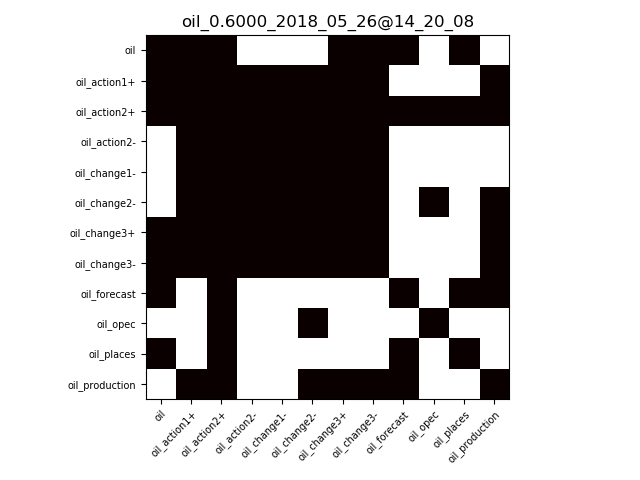 oil_0.6000_2018_05_26@14_20_08
oil
oil_action1+
oil_action2+
oil_action2-
oil_change1-
oil_change2-
oil_change3+
oil_change3-
oil_forecast
oil_opec
oil_places
oil_production
oil
oil_action1+
oil_action2+
oil_action2-
oil_change1-
oil_change2-
oil_change3+
oil_change3-
oil_forecast
oil_opec
oil_places
oil_production